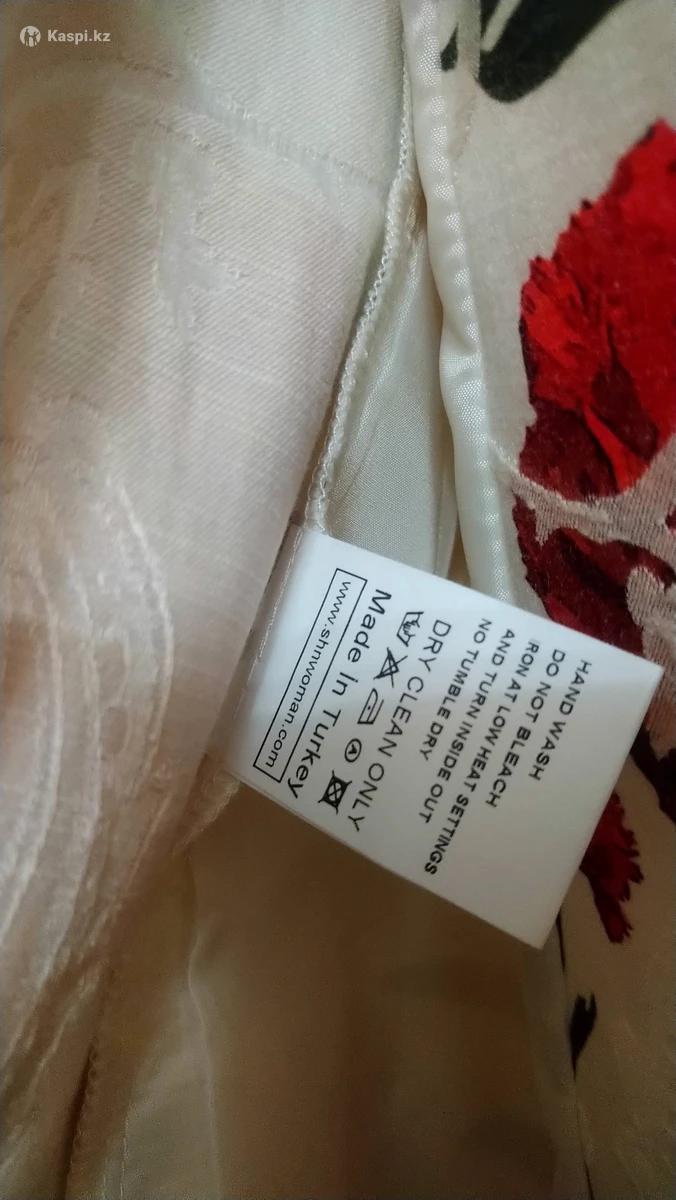 Kaspi.kz
HAND WASH
DO NOT BLEACH
IRON AT LOW HEAT SETTINGS
AND TURN INSIDE OUT
NO TUMBLE DRY
DRY CLEAN ONLY
A
Made in Turkey
www.shnwoman.com